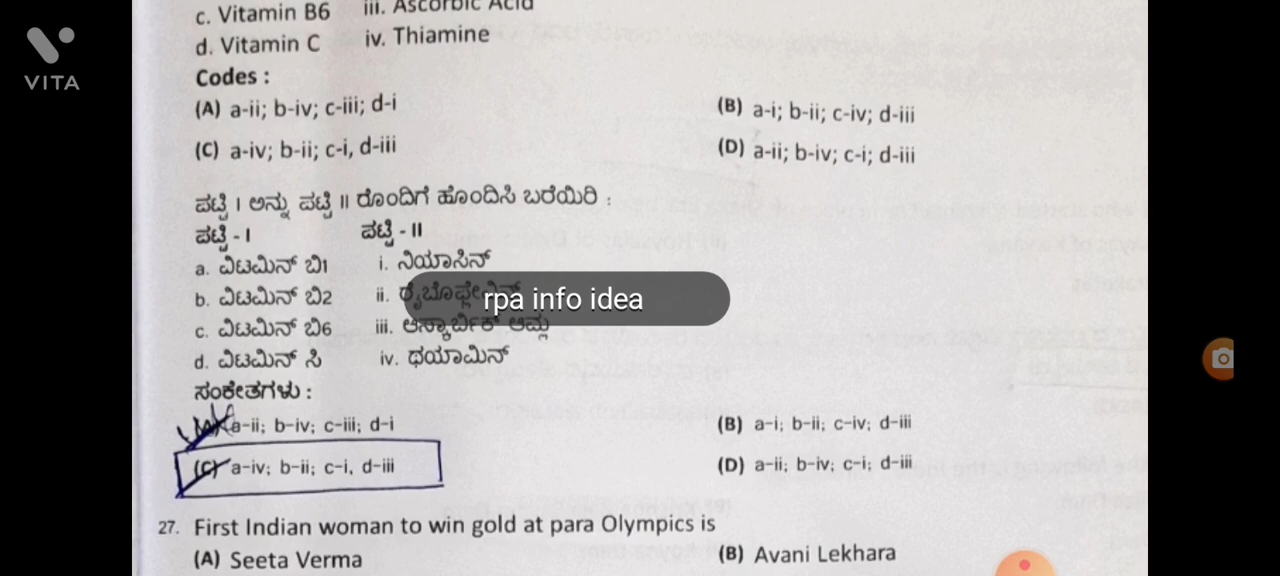 c. Vitamin B6 iii. Ascorbic Acid
d. Vitamin C iv. Thiamine
VITA
Codes :
(A) a-ii; b-iv; c-iii; d-i (B) a-i; b-ii; c-iv; d-iii
(C) a-iv; b-ii; c-i, d-iii (D) a-ii; b-iv; c-i; d-iii
ಪಟ್ಟಿ I ಅನ್ನು ಪಟ್ಟಿ II ರೊಂದಿಗೆ ಹೊಂದಿಸಿ ಬರೆಯಿರಿ :
ಪಟ್ಟಿ - I ಪಟ್ಟಿ - II
a. ವಿಟಮಿನ್ ಬಿ1 i. ನಿಯಾಸಿನ್
b. ವಿಟಮಿನ್ ಬಿ2 ii. ರೈಬೊಫ್ಲೇವಿನ್
rpa info idea
c. ವಿಟಮಿನ್ ಬಿ6 iii. ಆಸ್ಕಾರ್ಬಿಕ್ ಆಮ್ಲ
d. ವಿಟಮಿನ್ ಸಿ iv. ಥಯಾಮಿನ್
ಸಂಕೇತಗಳು :
(A) a-ii; b-iv; c-iii; d-i (B) a-i; b-ii; c-iv; d-iii
(C) a-iv; b-ii; c-i, d-iii (D) a-ii; b-iv; c-i; d-iii
27. First Indian woman to win gold at para Olympics is
(A) Seeta Verma (B) Avani Lekhara